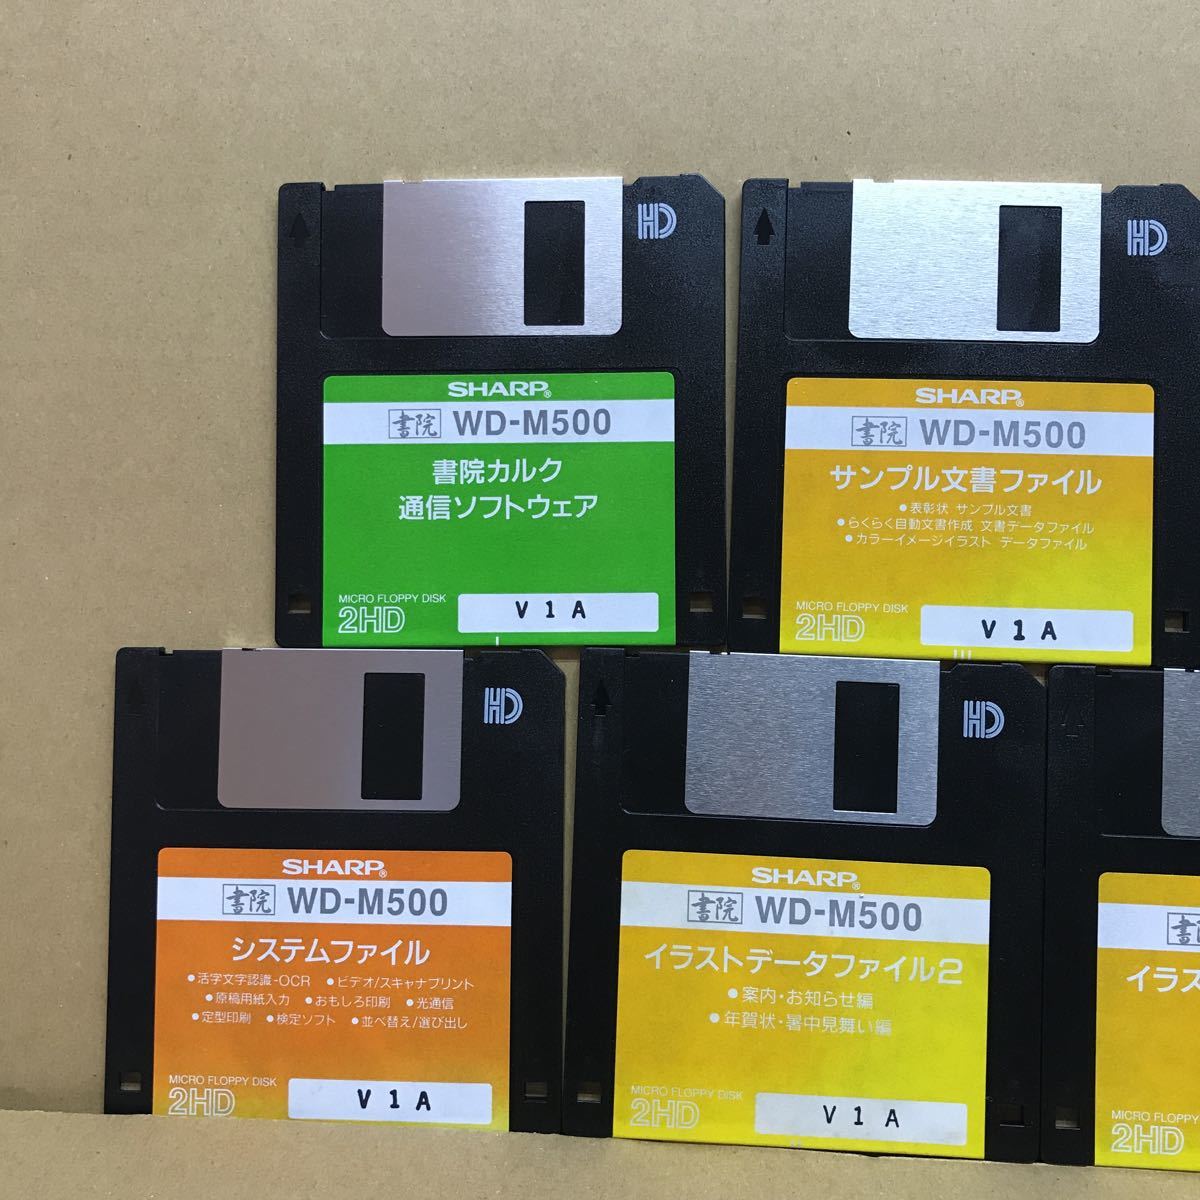 HD
SHARP®
書院 WD-M500
書院カルク
通信ソフトウェア
MICRO FLOPPY DISK
2HD
V 1 A
HD
SHARP®
書院 WD-M500
サンプル文書ファイル
●表彰状 サンプル文書
●らくらく自動文書作成 文書データファイル
●カラーイメージイラスト データファイル
MICRO FLOPPY DISK
2HD
V 1 A
HD
SHARP®
書院 WD-M500
システムファイル
●活字文字認識-OCR ●ビデオ/スキャナプリント
●原稿用紙入力 ●おもしろ印刷 ●光通信
●定型印刷 ●検定ソフト ●並べ替え/選び出し
MICRO FLOPPY DISK
2HD
V 1 A
HD
SHARP®
書院 WD-M500
イラストデータファイル2
●案内・お知らせ編
●年賀状・暑中見舞い編
MICRO FLOPPY DISK
2HD
V 1 A
イラス
MICRO FLOPPY
2HD